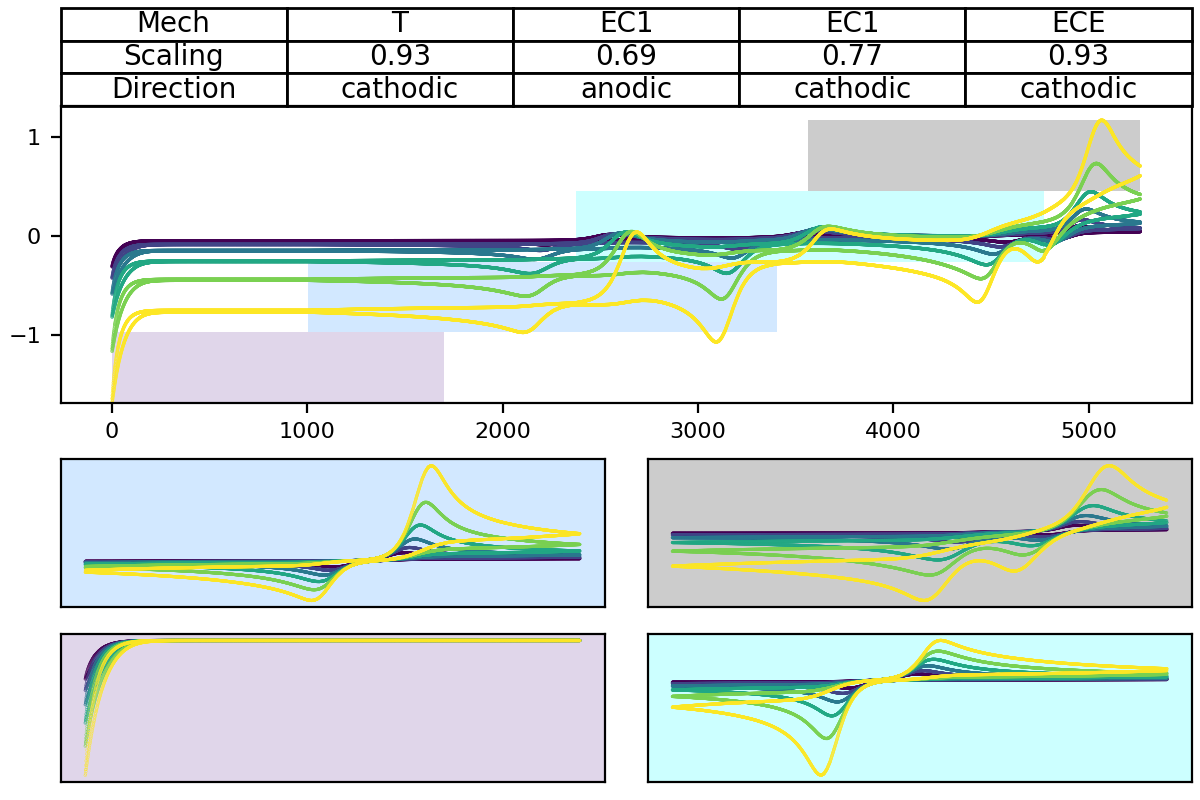 Mech T EC1 EC1 ECE
Scaling 0.93 0.69 0.77 0.93
Direction cathodic anodic cathodic cathodic
1
0
−1
0 1000 2000 3000 4000 5000